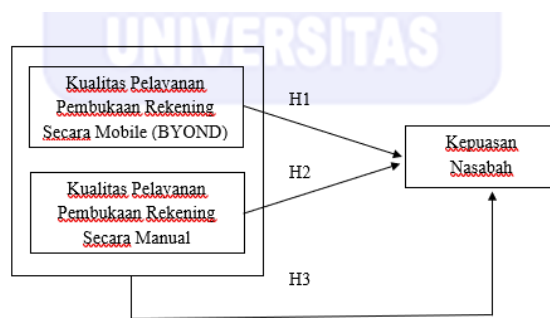 UNIVERSITAS
Kualitas Pelayanan
Pembukaan Rekening
Secara Mobile (BYOND)
H1
Kepuasan
Nasabah
H2
Kualitas Pelayanan
Pembukaan Rekening
Secara Manual
H3